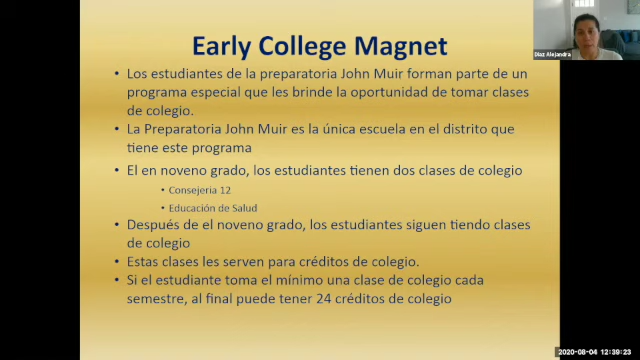 Early College Magnet
• Los estudiantes de la preparatoria John Muir forman parte de un
programa especial que les brinde la oportunidad de tomar clases
de colegio.
• La Preparatoria John Muir es la única escuela en el distrito que
tiene este programa
• El en noveno grado, los estudiantes tienen dos clases de colegio
• Consejeria 12
• Educación de Salud
• Después de el noveno grado, los estudiantes siguen tiendo clases
de colegio
• Estas clases les serven para créditos de colegio.
• Si el estudiante toma el mínimo una clase de colegio cada
semestre, al final puede tener 24 créditos de colegio
Diaz Alejandra
2020-08-04 12:39:23